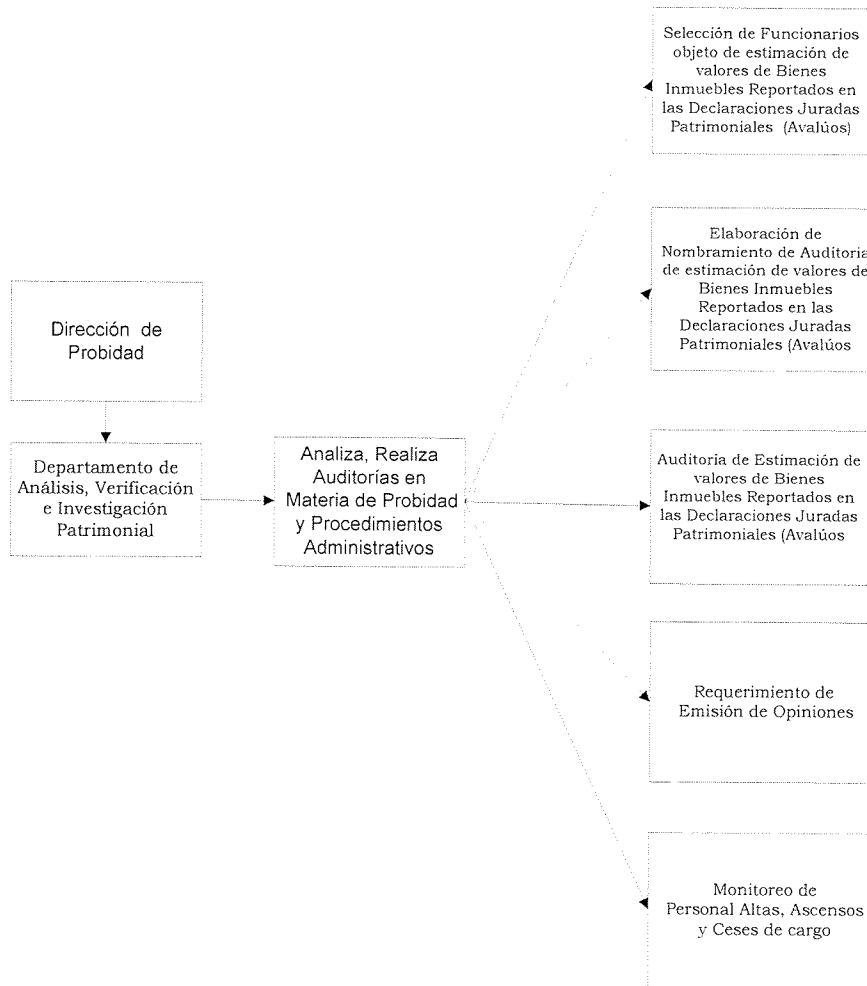 Selección de Funcionarios
objeto de estimación de
valores de Bienes
Inmuebles Reportados en
las Declaraciones Juradas
Patrimoniales (Avalúos)
Elaboración de
Nombramiento de Auditoria
de estimación de valores de
Bienes Inmuebles
Reportados en las
Declaraciones Juradas
Patrimoniales (Avalúos
Dirección de
Probidad
Departamento de
Análisis, Verificación
e Investigación
Patrimonial
Analiza, Realiza
Auditorías en
Materia de Probidad
y Procedimientos
Administrativos
Auditoria de Estimación de
valores de Bienes
Inmuebles Reportados en
las Declaraciones Juradas
Patrimoniales (Avalúos
Requerimiento de
Emisión de Opiniones
Monitoreo de
Personal Altas, Ascensos
y Ceses de cargo